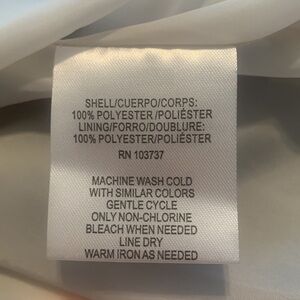 SHELL/CUERPO/CORPS:
100% POLYESTER/POLIÉSTER
LINING/FORRO/DOUBLURE:
100% POLYESTER/POLIÉSTER
RN 103737
MACHINE WASH COLD
WITH SIMILAR COLORS
GENTLE CYCLE
ONLY NON-CHLORINE
BLEACH WHEN NEEDED
LINE DRY
WARM IRON AS NEEDED